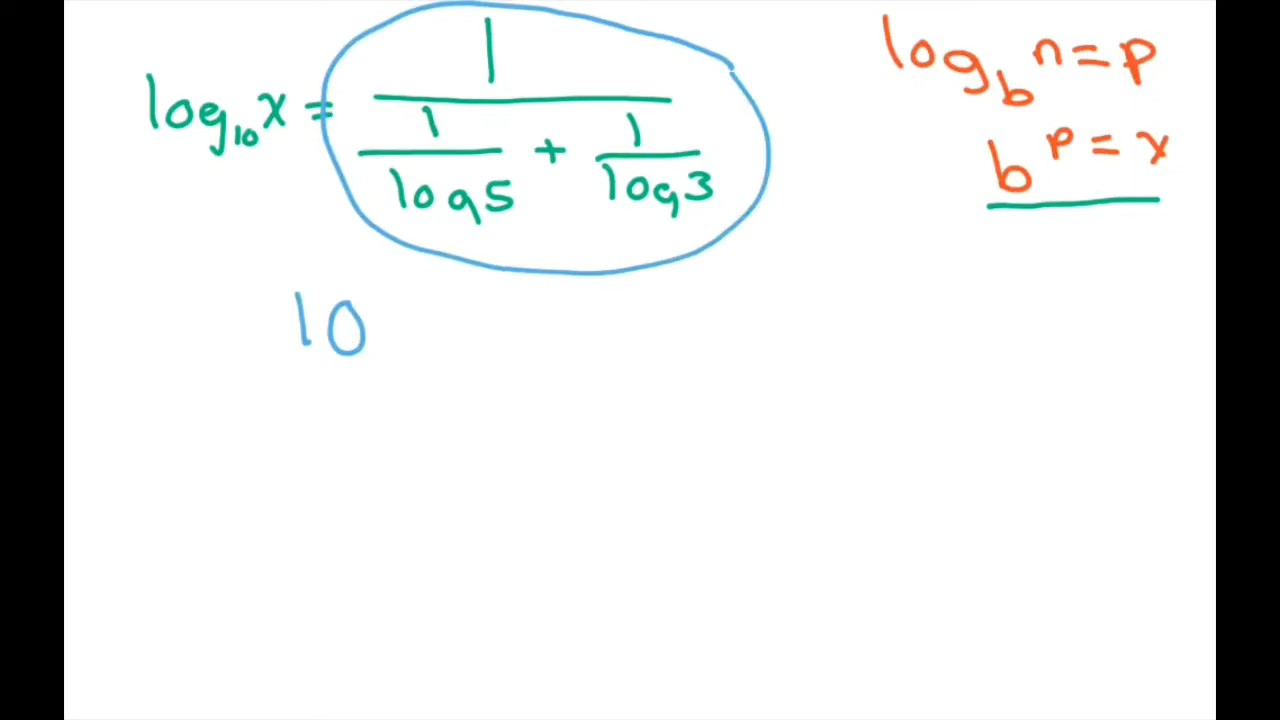 log₁₀x = 1 / (1/log5 + 1/log3)
log_b n = p
b^p = x
10